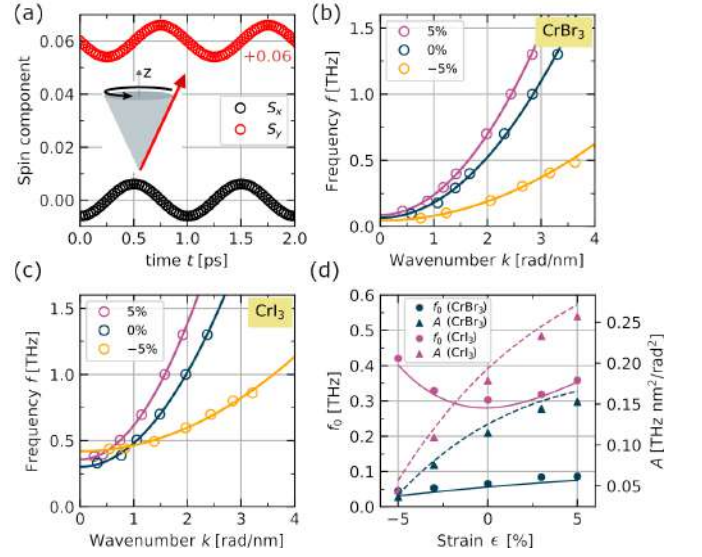 (a)
0.06
0.04
0.02
0.00
Spin component
+0.06
z
S_x
S_y
0.0
0.5
1.0
1.5
2.0
time t [ps]
(b)
1.5
1.0
0.5
0.0
Frequency f [THz]
5%
0%
−5%
CrBr3
0
1
2
3
4
Wavenumber k [rad/nm]
(c)
1.5
1.0
0.5
0.0
Frequency f [THz]
5%
0%
−5%
CrI3
0
1
2
3
4
Wavenumber k [rad/nm]
(d)
0.6
0.5
0.4
0.3
0.2
0.1
0.0
f_0 [THz]
f_0 (CrBr3)
A (CrBr3)
f_0 (CrI3)
A (CrI3)
0.25
0.20
0.15
0.10
0.05
A [THz nm²/rad²]
−5
0
5
Strain ϵ [%]